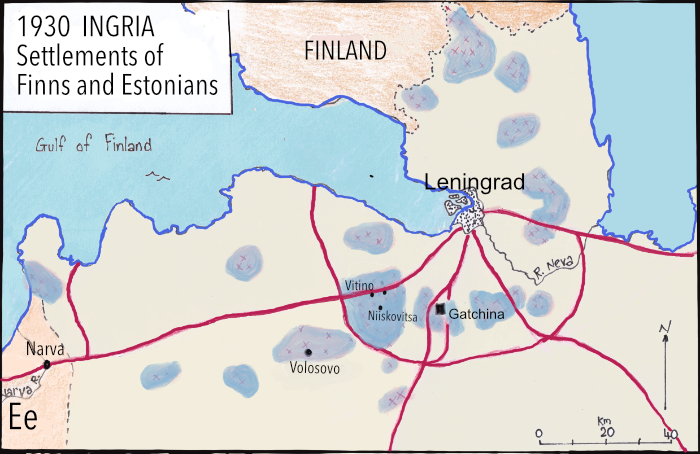 1930 INGRIA
Settlements of
Finns and Estonians
FINLAND
Gulf of Finland
Leningrad
R. Neva
Vitino
Niiskovitsa
Gatchina
Narva
Narva R.
Volosovo
Ee
N
Km
0 20 40